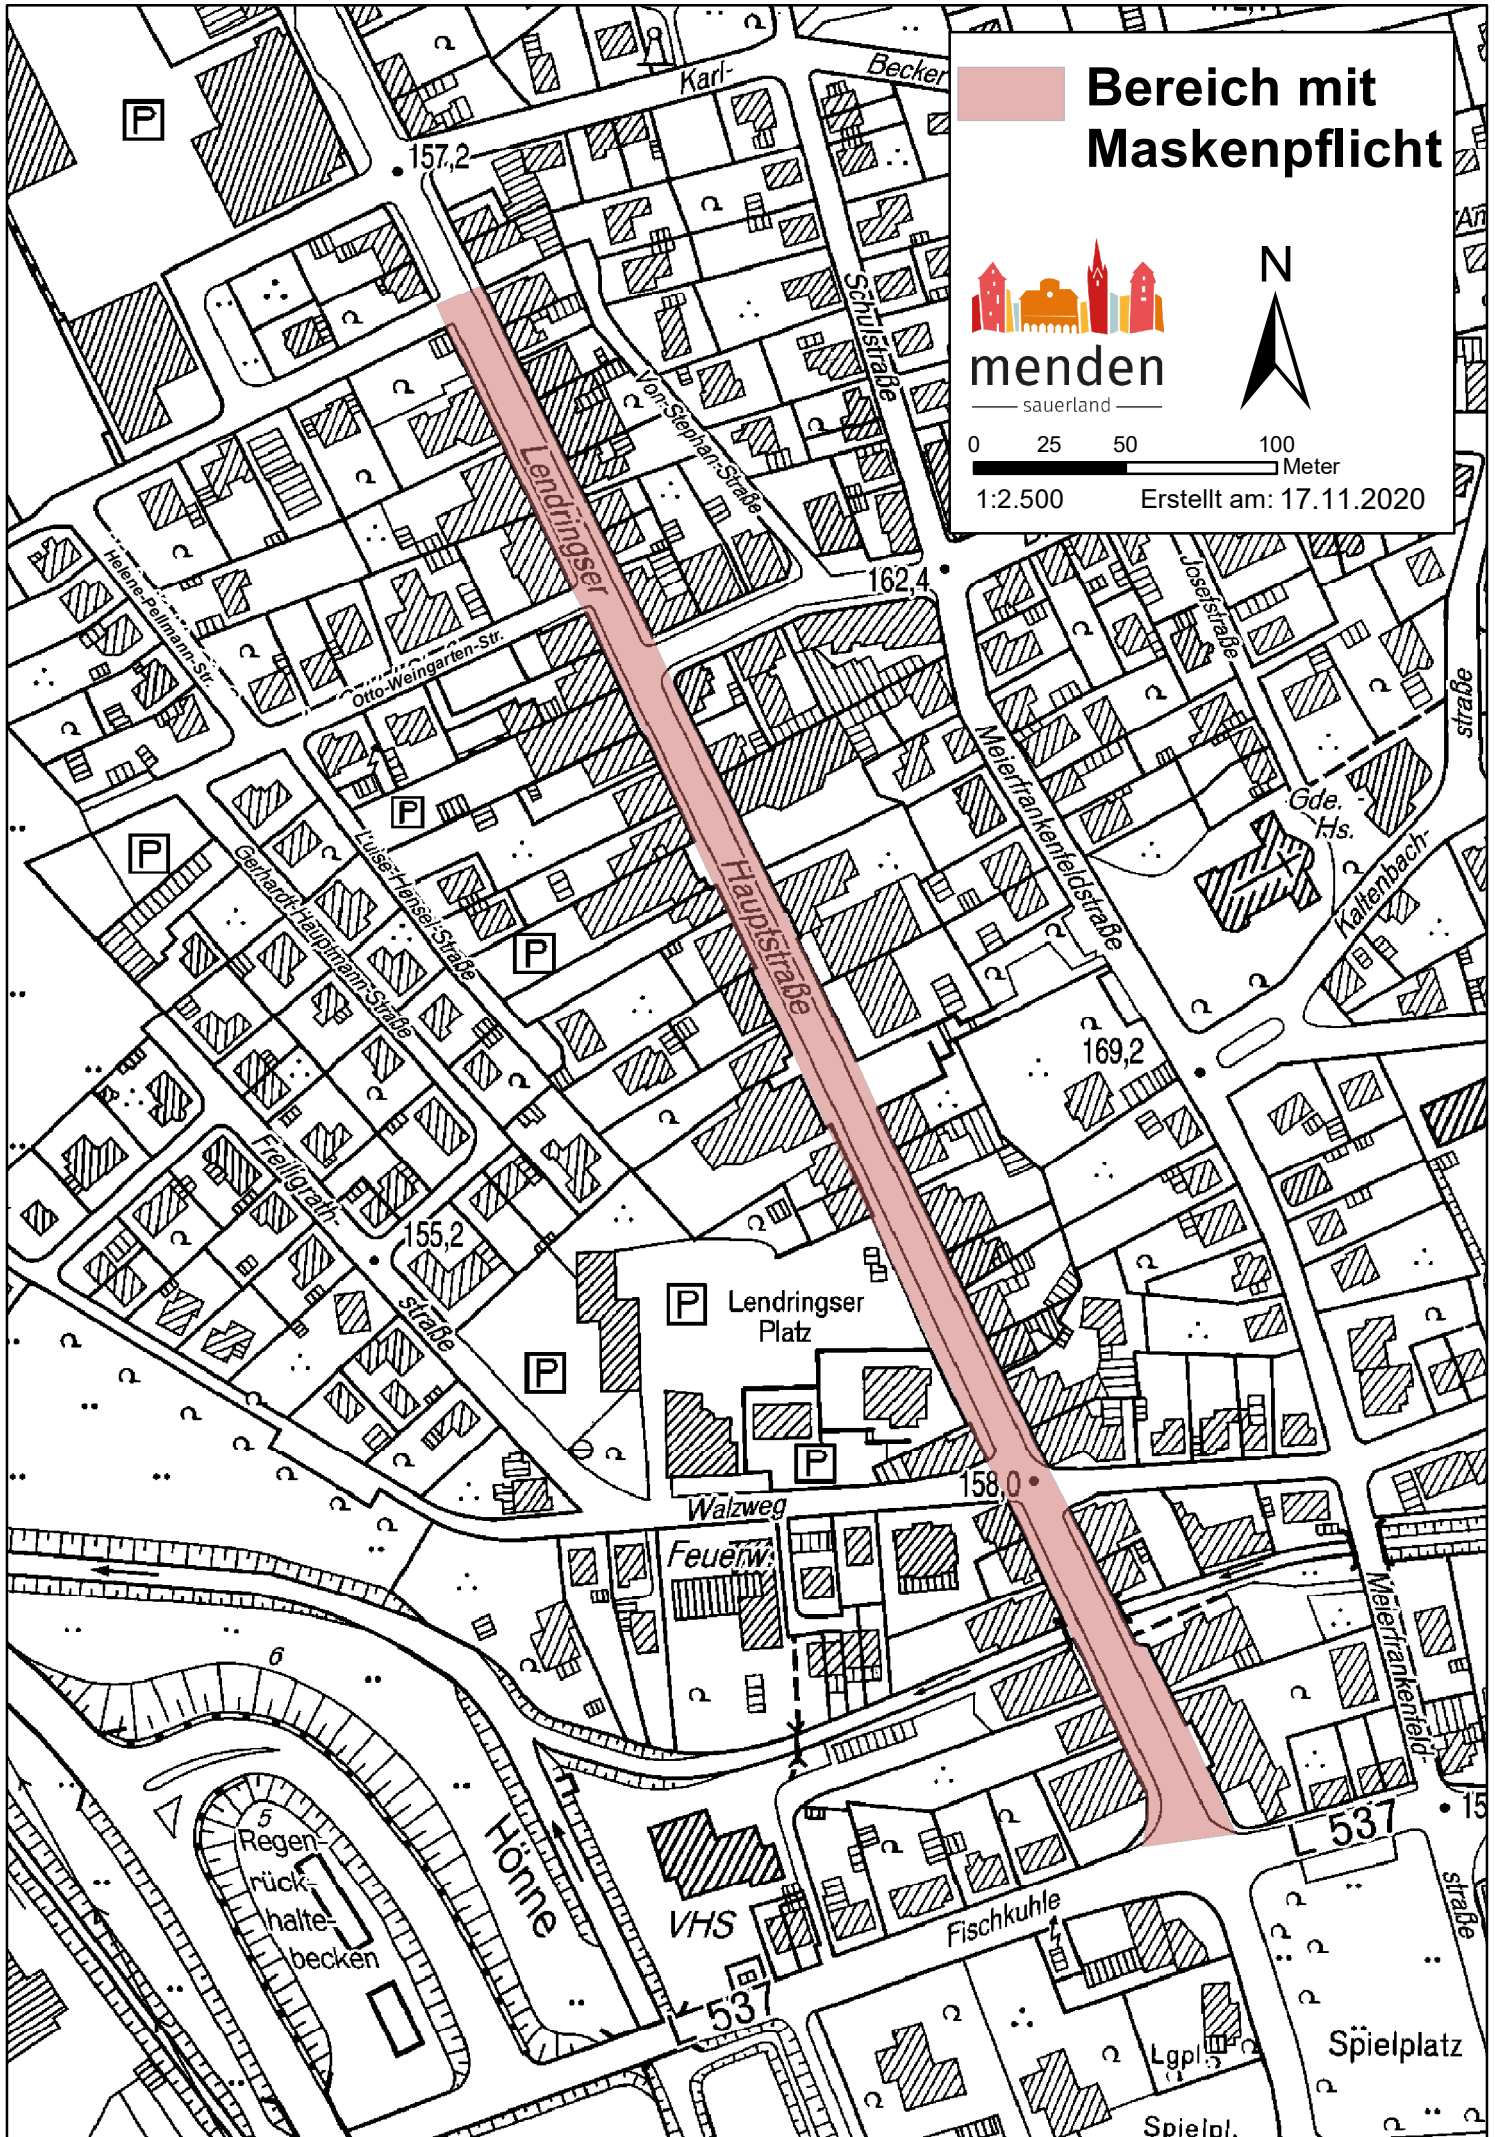 Bereich mit
Maskenpflicht
N
menden
sauerland
0 25 50 100
Meter
1:2.500 Erstellt am: 17.11.2020
P
Karl-
Becker
157,2
Schulstraße
Von-Stephan-Straße
Lendringser
162,4
Josefstraße
Helene-Pellmann-Str.
Otto-Weingarten-Str.
straße
Meierfrankenfeldstraße
P
P
Gde.
Hs.
Luise-Hensel-Straße
Gerhardt-Hauptmann-Straße
Hauptstraße
Kaltenbach-
P
169,2
Freiligrath-
155,2
straße
P
Lendringser
Platz
P
P
158,0
Walzweg
Feuerw.
Meierfrankenfeld-
6
5
Regen-
rück-
halte-
becken
Hönne
VHS
537
Fischkuhle
straße
537
Lgpl.
Spielplatz
Spielpl.